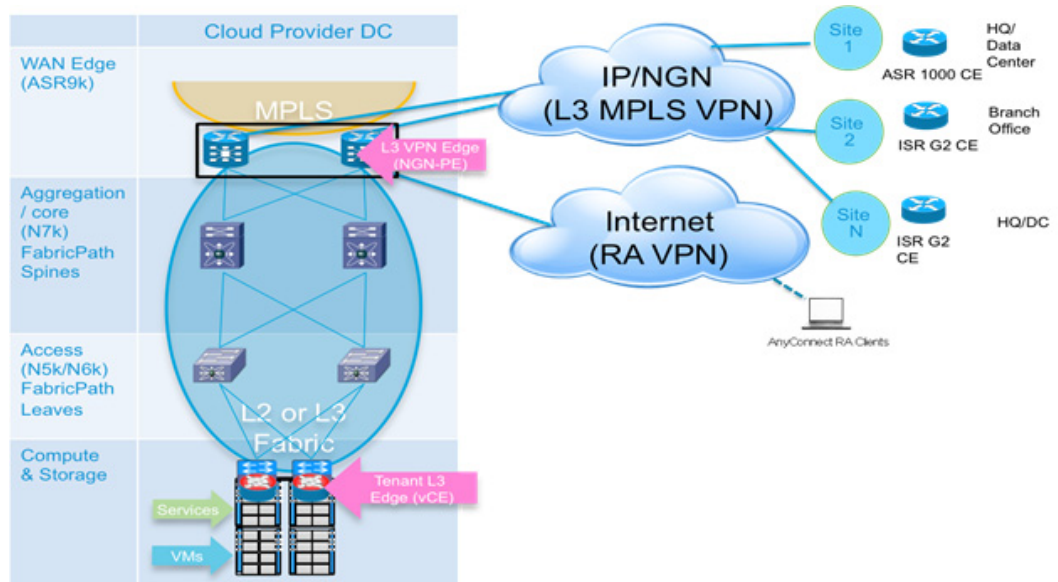 Cloud Provider DC
WAN Edge
(ASR9k)
MPLS
L3 VPN Edge
(NGN-PE)
Aggregation
/ core
(N7k)
FabricPath
Spines
Access
(N5k/N6k)
FabricPath
Leaves
L2 or L3
Fabric
Compute
& Storage
Tenant L3
Edge (vCE)
Services
VMs
IP/NGN
(L3 MPLS VPN)
Internet
(RA VPN)
AnyConnect RA Clients
Site
1
ASR 1000 CE
HQ/
Data
Center
Site
2
ISR G2 CE
Branch
Office
Site
N
ISR G2
CE
HQ/DC